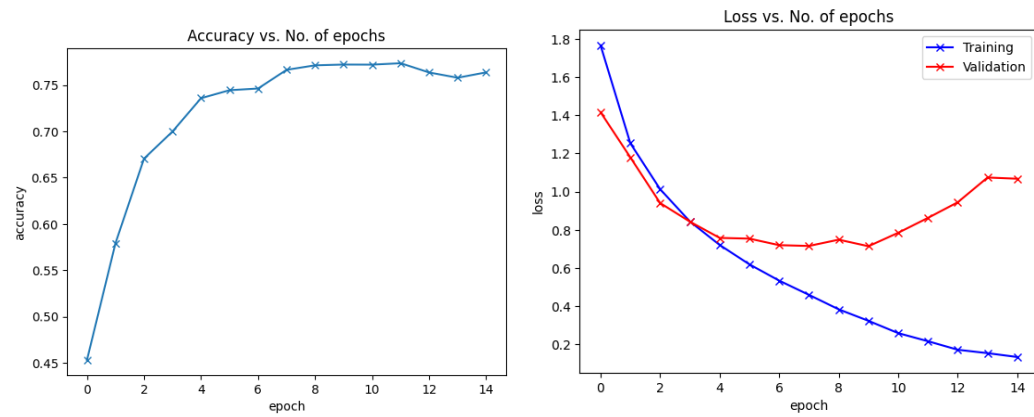 Accuracy vs. No. of epochs
accuracy
0.75
0.70
0.65
0.60
0.55
0.50
0.45
0 2 4 6 8 10 12 14
epoch
Loss vs. No. of epochs
Training
Validation
loss
1.8
1.6
1.4
1.2
1.0
0.8
0.6
0.4
0.2
0 2 4 6 8 10 12 14
epoch